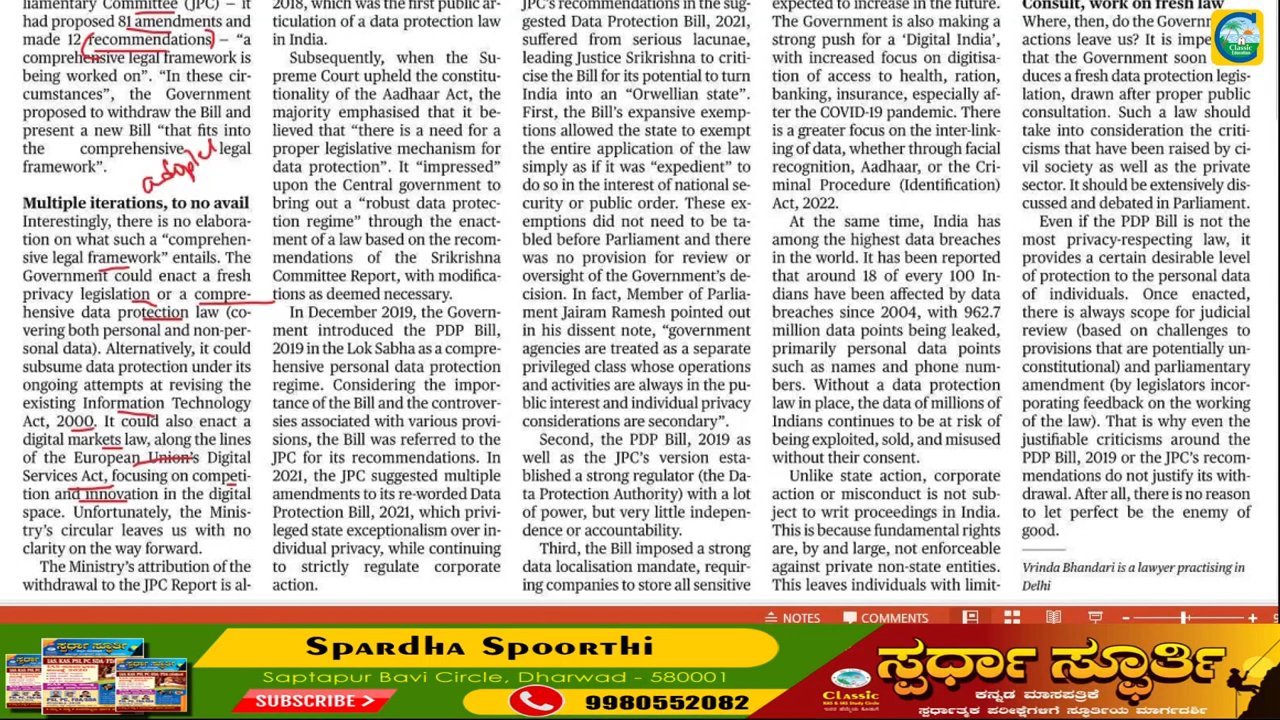 liamentary Committee (JPC) – it
had proposed 81 amendments and
made 12 recommendations – “a
comprehensive legal framework is
being worked on”. “In these cir-
cumstances”, the Government
proposed to withdraw the Bill and
present a new Bill “that fits into
the comprehensive legal
framework”.
adopted
Multiple iterations, to no avail
Interestingly, there is no elabora-
tion on what such a “comprehen-
sive legal framework” entails. The
Government could enact a fresh
privacy legislation or a compre-
hensive data protection law (co-
vering both personal and non-per-
sonal data). Alternatively, it could
subsume data protection under its
ongoing attempts at revising the
existing Information Technology
Act, 2000. It could also enact a
digital markets law, along the lines
of the European Union’s Digital
Services Act, focusing on competi-
tion and innovation in the digital
space. Unfortunately, the Minis-
try’s circular leaves us with no
clarity on the way forward.
The Ministry’s attribution of the
withdrawal to the JPC Report is al-
2018, which was the first public ar-
ticulation of a data protection law
in India.
Subsequently, when the Su-
preme Court upheld the constitu-
tionality of the Aadhaar Act, the
majority emphasised that it be-
lieved that “there is a need for a
proper legislative mechanism for
data protection”. It “impressed”
upon the Central government to
bring out a “robust data protec-
tion regime” through the enact-
ment of a law based on the recom-
mendations of the Srikrishna
Committee Report, with modifica-
tions as deemed necessary.
In December 2019, the Govern-
ment introduced the PDP Bill,
2019 in the Lok Sabha as a compre-
hensive personal data protection
regime. Considering the impor-
tance of the Bill and the controver-
sies associated with various provi-
sions, the Bill was referred to the
JPC for its recommendations. In
2021, the JPC suggested multiple
amendments to its re-worded Data
Protection Bill, 2021, which privi-
leged state exceptionalism over in-
dividual privacy, while continuing
to strictly regulate corporate
action.
JPC’s recommendations in the sug-
gested Data Protection Bill, 2021,
suffered from serious lacunae,
leading Justice Srikrishna to criti-
cise the Bill for its potential to turn
India into an “Orwellian state”.
First, the Bill’s expansive exemp-
tions allowed the state to exempt
the entire application of the law
simply as if it was “expedient” to
do so in the interest of national se-
curity or public order. These ex-
emptions did not need to be ta-
bled before Parliament and there
was no provision for review or
oversight of the Government’s de-
cision. In fact, Member of Parlia-
ment Jairam Ramesh pointed out
in his dissent note, “government
agencies are treated as a separate
privileged class whose operations
and activities are always in the pu-
blic interest and individual privacy
considerations are secondary”.
Second, the PDP Bill, 2019 as
well as the JPC’s version esta-
blished a strong regulator (the Da-
ta Protection Authority) with a lot
of power, but very little indepen-
dence or accountability.
Third, the Bill imposed a strong
data localisation mandate, requir-
ing companies to store all sensitive
expected to increase in the future.
The Government is also making a
strong push for a ‘Digital India’,
with increased focus on digitisa-
tion of access to health, ration,
banking, insurance, especially af-
ter the COVID-19 pandemic. There
is a greater focus on the inter-link-
ing of data, whether through facial
recognition, Aadhaar, or the Cri-
minal Procedure (Identification)
Act, 2022.
At the same time, India has
among the highest data breaches
in the world. It has been reported
that around 18 of every 100 In-
dians have been affected by data
breaches since 2004, with 962.7
million data points being leaked,
primarily personal data points
such as names and phone num-
bers. Without a data protection
law in place, the data of millions of
Indians continues to be at risk of
being exploited, sold, and misused
without their consent.
Unlike state action, corporate
action or misconduct is not sub-
ject to writ proceedings in India.
This is because fundamental rights
are, by and large, not enforceable
against private non-state entities.
This leaves individuals with limit-
Consult, work on fresh law
Where, then, do the Governm
actions leave us? It is impe
that the Government soon
duces a fresh data protection legis-
lation, drawn after proper public
consultation. Such a law should
take into consideration the criti-
cisms that have been raised by ci-
vil society as well as the private
sector. It should be extensively dis-
cussed and debated in Parliament.
Even if the PDP Bill is not the
most privacy-respecting law, it
provides a certain desirable level
of protection to the personal data
of individuals. Once enacted,
there is always scope for judicial
review (based on challenges to
provisions that are potentially un-
constitutional) and parliamentary
amendment (by legislators incor-
porating feedback on the working
of the law). That is why even the
justifiable criticisms around the
PDP Bill, 2019 or the JPC’s recom-
mendations do not justify its with-
drawal. After all, there is no reason
to let perfect be the enemy of
good.
Vrinda Bhandari is a lawyer practising in
Delhi
Classic
Education
NOTES COMMENTS
Spardha Spoorthi
Saptapur Bavi Circle, Dharwad - 580001
SUBSCRIBE 9980552082
Classic
IAS & KAS Study Circle
ಸ್ಪರ್ಧಾ ಸ್ಫೂರ್ತಿ
ಕನ್ನಡ ಮಾಸಪತ್ರಿಕೆ
ಸ್ಪರ್ಧಾತ್ಮಕ ಪರೀಕ್ಷೆಗಳಿಗೆ ಸ್ಫೂರ್ತಿಯ ಮಾರ್ಗದರ್ಶಿ